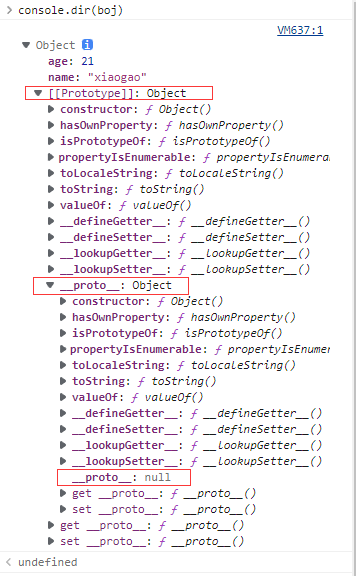 > console.dir(boj)
VM637:1
▼ Object i
age: 21
name: "xiaogao"
▼ [[Prototype]]: Object
▶ constructor: ƒ Object()
▶ hasOwnProperty: ƒ hasOwnProperty()
▶ isPrototypeOf: ƒ isPrototypeOf()
▶ propertyIsEnumerable: ƒ propertyIsEnumera
▶ toLocaleString: ƒ toLocaleString()
▶ toString: ƒ toString()
▶ valueOf: ƒ valueOf()
▶ __defineGetter__: ƒ __defineGetter__()
▶ __defineSetter__: ƒ __defineSetter__()
▶ __lookupGetter__: ƒ __lookupGetter__()
▶ __lookupSetter__: ƒ __lookupSetter__()
▼ __proto__: Object
▶ constructor: ƒ Object()
▶ hasOwnProperty: ƒ hasOwnProperty()
▶ isPrototypeOf: ƒ isPrototypeOf()
▶ propertyIsEnumerable: ƒ propertyIsEnum
▶ toLocaleString: ƒ toLocaleString()
▶ toString: ƒ toString()
▶ valueOf: ƒ valueOf()
▶ __defineGetter__: ƒ __defineGetter__()
▶ __defineSetter__: ƒ __defineSetter__()
▶ __lookupGetter__: ƒ __lookupGetter__()
▶ __lookupSetter__: ƒ __lookupSetter__()
__proto__: null
▶ get __proto__: ƒ __proto__()
▶ set __proto__: ƒ __proto__()
▶ get __proto__: ƒ __proto__()
▶ set __proto__: ƒ __proto__()
< undefined